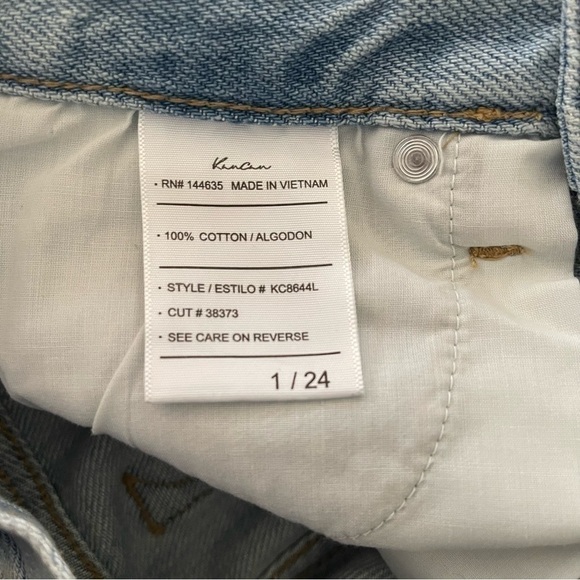 KanCan
· RN# 144635 MADE IN VIETNAM
· 100% COTTON / ALGODON
· STYLE / ESTILO # KC8644L
· CUT # 38373
· SEE CARE ON REVERSE
1 / 24